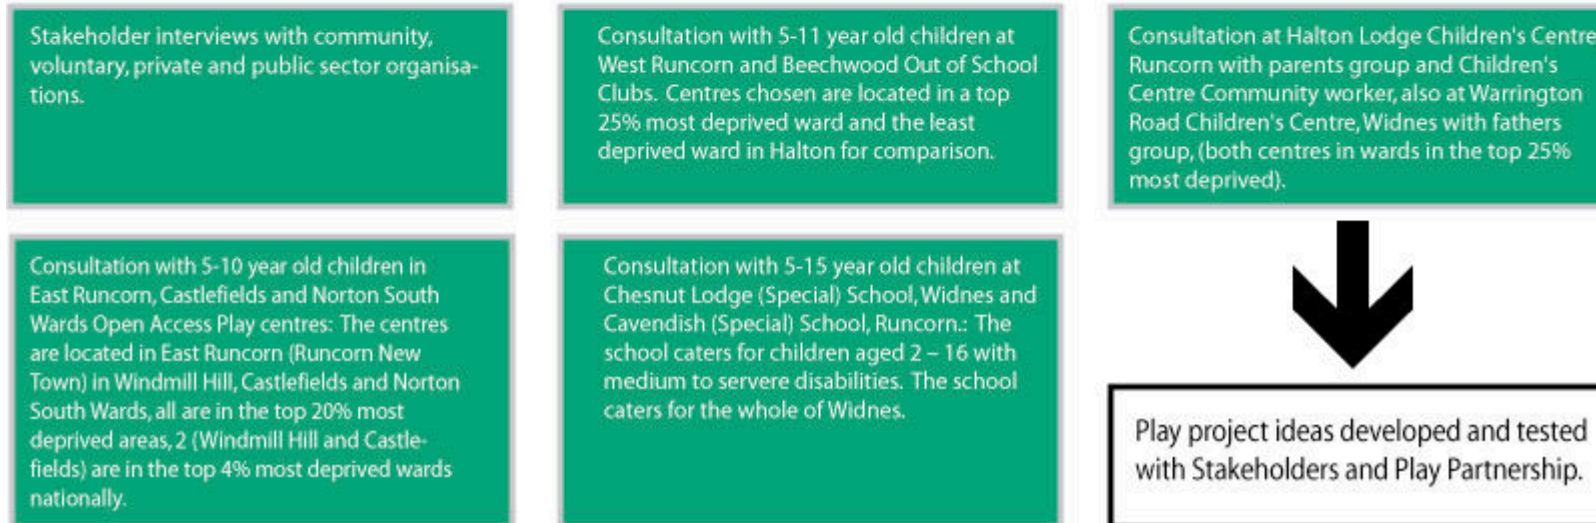 Stakeholder interviews with community,
voluntary, private and public sector organisa-
tions.
Consultation with 5-11 year old children at
West Runcorn and Beechwood Out of School
Clubs. Centres chosen are located in a top
25% most deprived ward and the least
deprived ward in Halton for comparison.
Consultation at Halton Lodge Children's Centre
Runcorn with parents group and Children's
Centre Community worker, also at Warrington
Road Children's Centre, Widnes with fathers
group, (both centres in wards in the top 25%
most deprived).
Consultation with 5-10 year old children in
East Runcorn, Castlefields and Norton South
Wards Open Access Play centres: The centres
are located in East Runcorn (Runcorn New
Town) in Windmill Hill, Castlefields and Norton
South Wards, all are in the top 20% most
deprived areas, 2 (Windmill Hill and Castle-
fields) are in the top 4% most deprived wards
nationally.
Consultation with 5-15 year old children at
Chesnut Lodge (Special) School, Widnes and
Cavendish (Special) School, Runcorn.: The
school caters for children aged 2 – 16 with
medium to servere disabilities. The school
caters for the whole of Widnes.
Play project ideas developed and tested
with Stakeholders and Play Partnership.